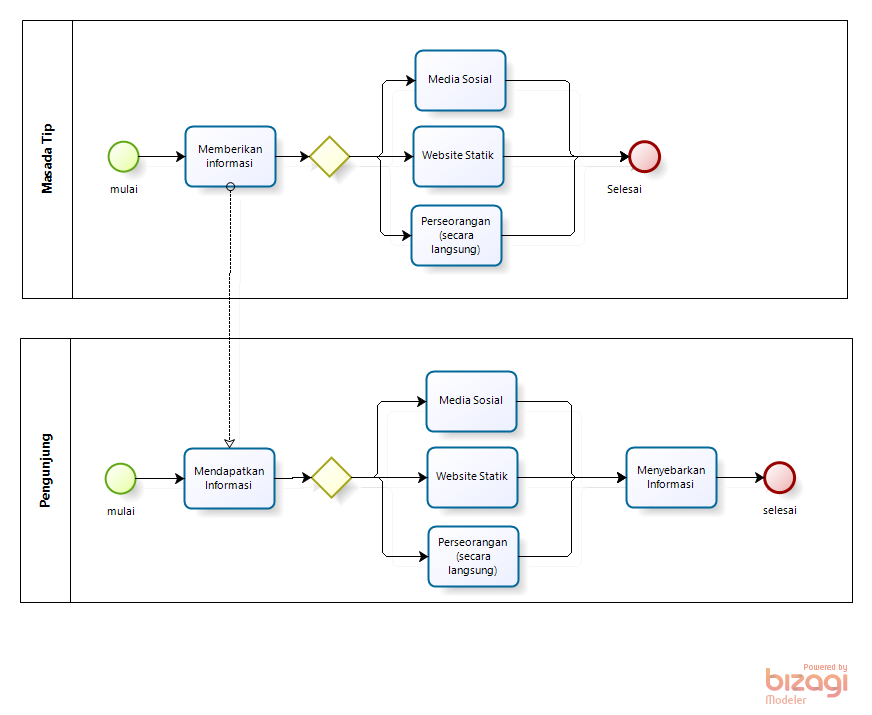 Masada Tip
mulai
Memberikan
informasi
Media Sosial
Website Statik
Perseorangan
(secara
langsung)
Selesai
Pengunjung
mulai
Mendapatkan
Informasi
Media Sosial
Website Statik
Perseorangan
(secara
langsung)
Menyebarkan
Informasi
selesai
Powered by
bizagi
Modeler